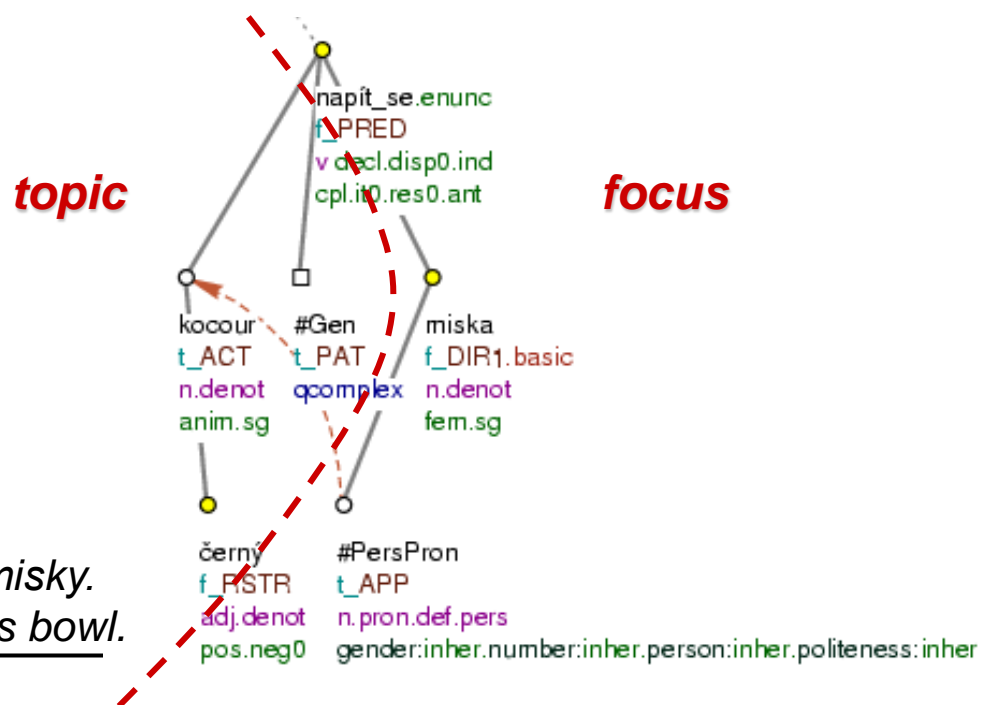 napít_se.enunc
f_PRED
v decl.disp0.ind
cpl.it0.res0.ant
topic
focus
kocour #Gen miska
t_ACT t_PAT f_DIR1.basic
n.denot qcomplex n.denot
anim.sg fem.sg
černý #PersPron
misky. f_RSTR t_APP
s bowl. adj.denot n.pron.def.pers
pos.neg0 gender:inher.number:inher.person:inher.politeness:inher